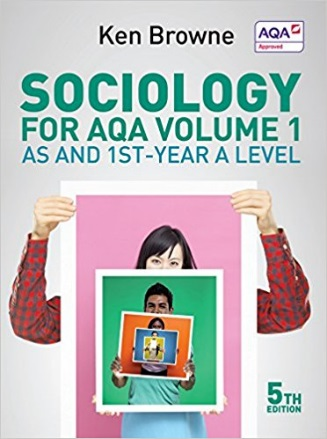 Ken Browne
AQA
Approved
SOCIOLOGY
FOR AQA VOLUME 1
AS AND 1ST-YEAR A LEVEL
5TH
EDITION